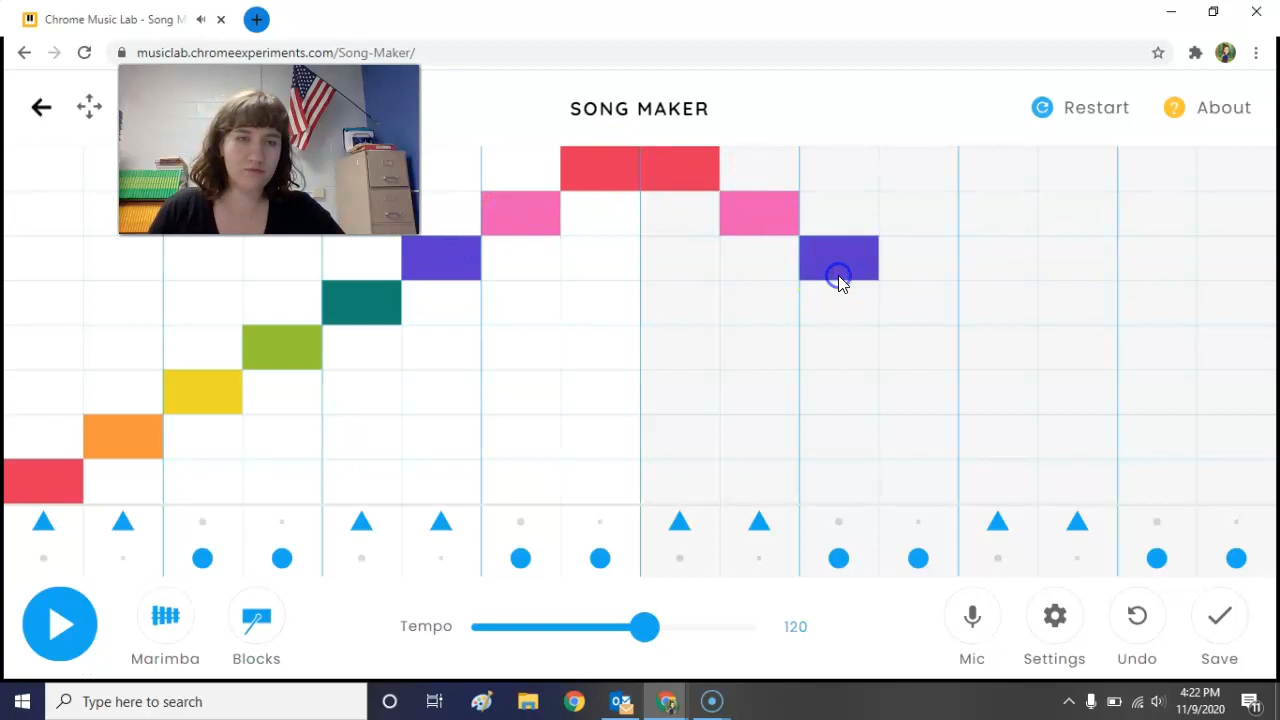 Chrome Music Lab - Song M
musiclab.chromeexperiments.com/Song-Maker/
SONG MAKER
Restart
? About
Tempo
120
Marimba
Blocks
Mic
Settings
Undo
Save
Type here to search
4:22 PM
11/9/2020
11